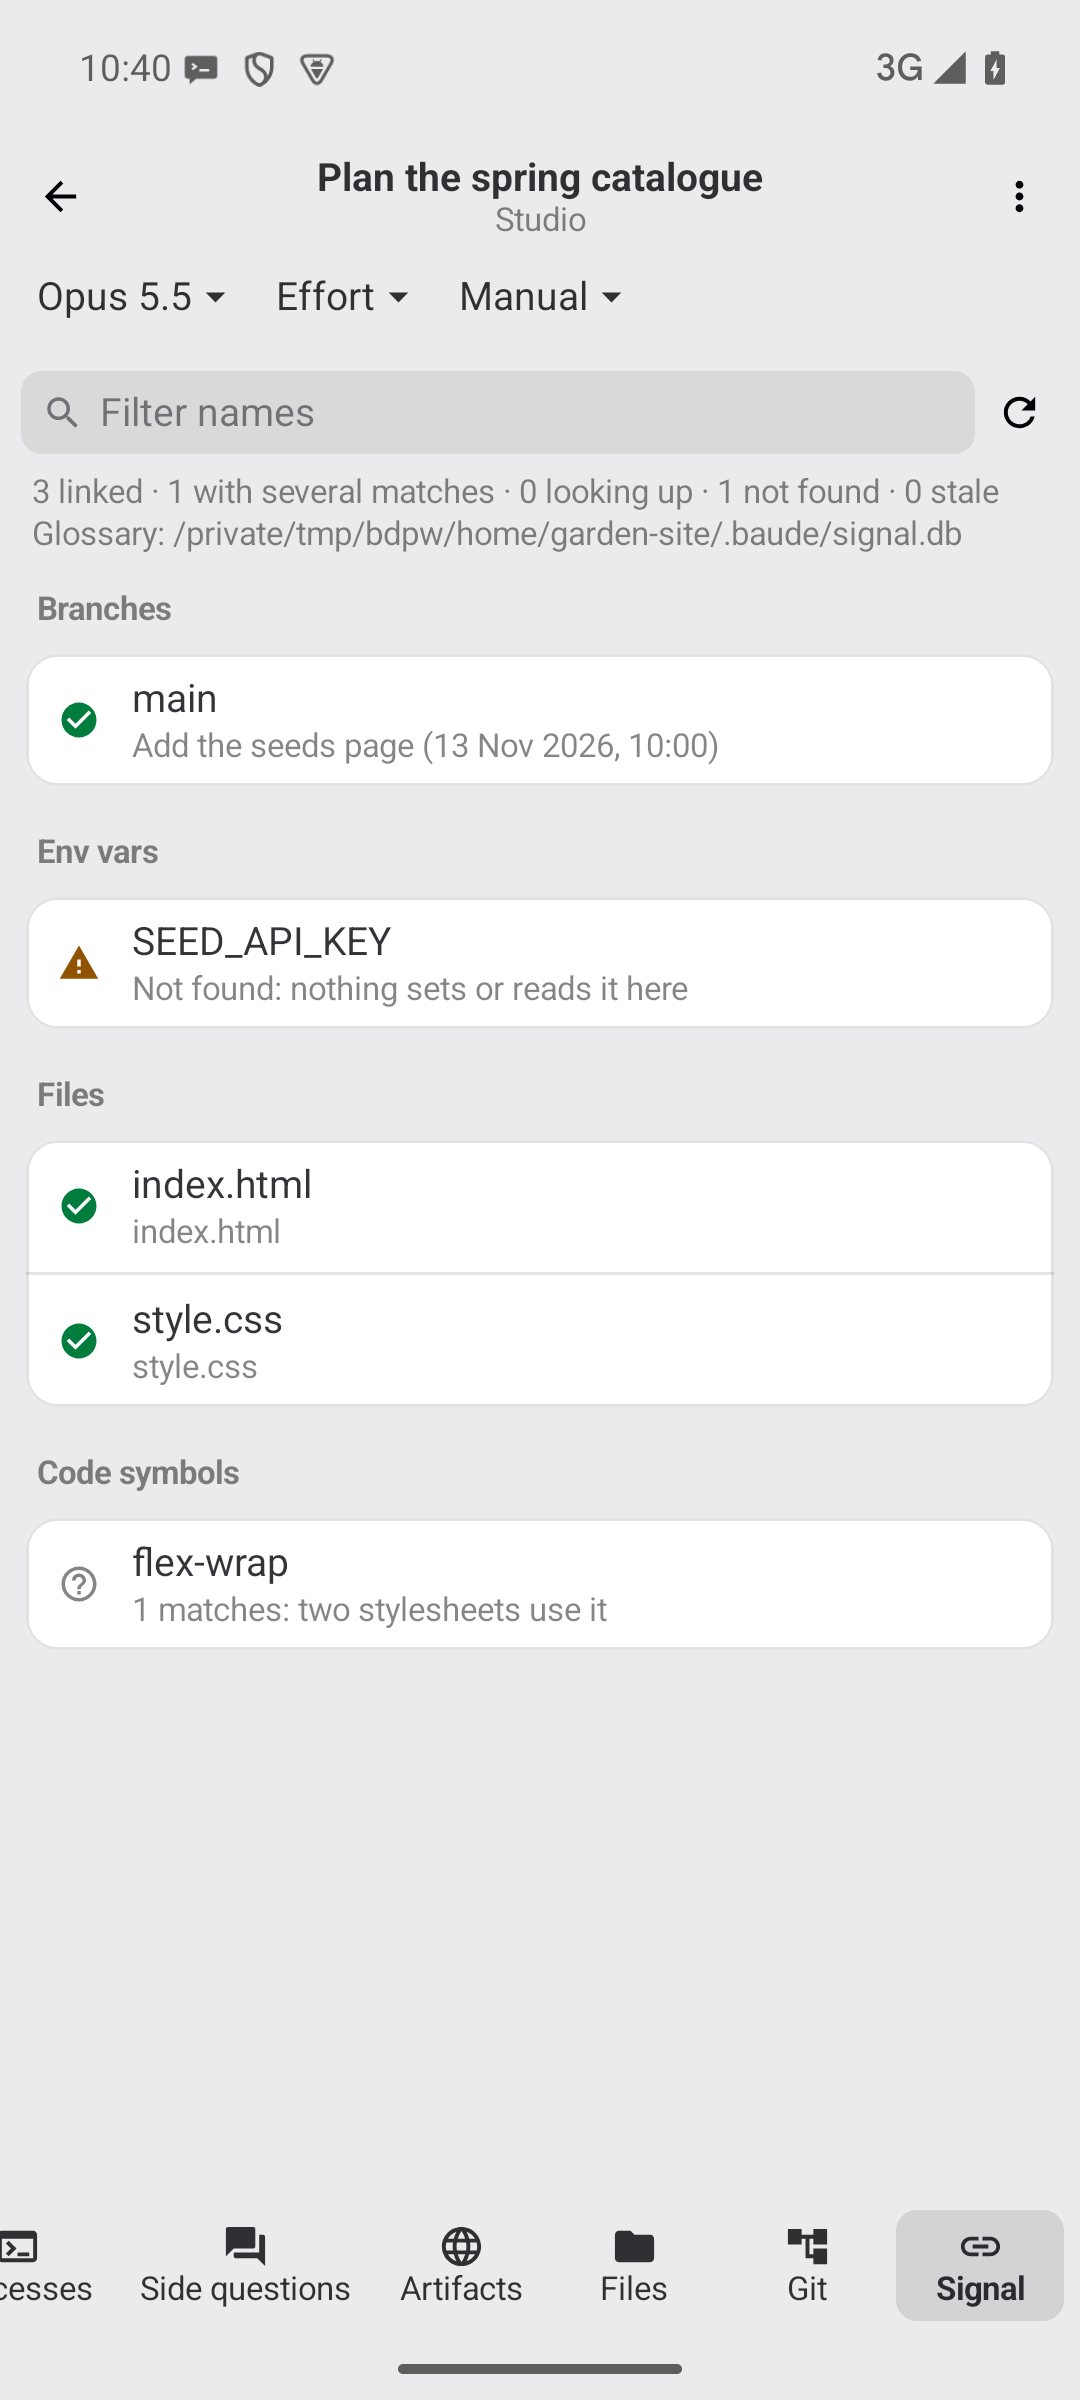 10:40
3G
Plan the spring catalogue
Studio
Opus 5.5
Effort
Manual
Filter names
3 linked · 1 with several matches · 0 looking up · 1 not found · 0 stale
Glossary: /private/tmp/bdpw/home/garden-site/.baude/signal.db
Branches
main
Add the seeds page (13 Nov 2026, 10:00)
Env vars
SEED_API_KEY
Not found: nothing sets or reads it here
Files
index.html
index.html
style.css
style.css
Code symbols
flex-wrap
1 matches: two stylesheets use it
cesses
Side questions
Artifacts
Files
Git
Signal